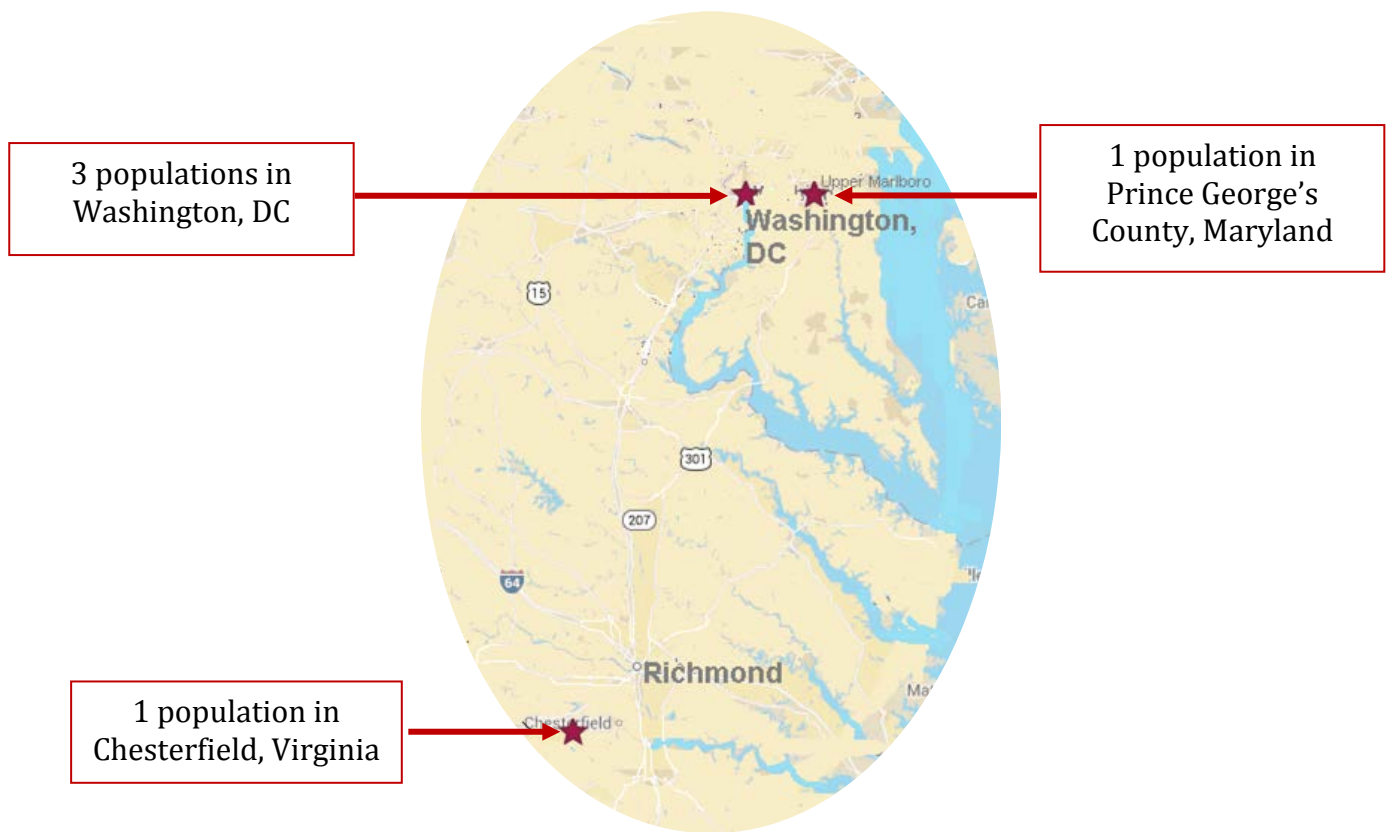 3 populations in
Washington, DC
1 population in
Prince George’s
County, Maryland
Upper Marlboro
Washington,
DC
15
301
207
64
Richmond
Chesterfield
1 population in
Chesterfield, Virginia